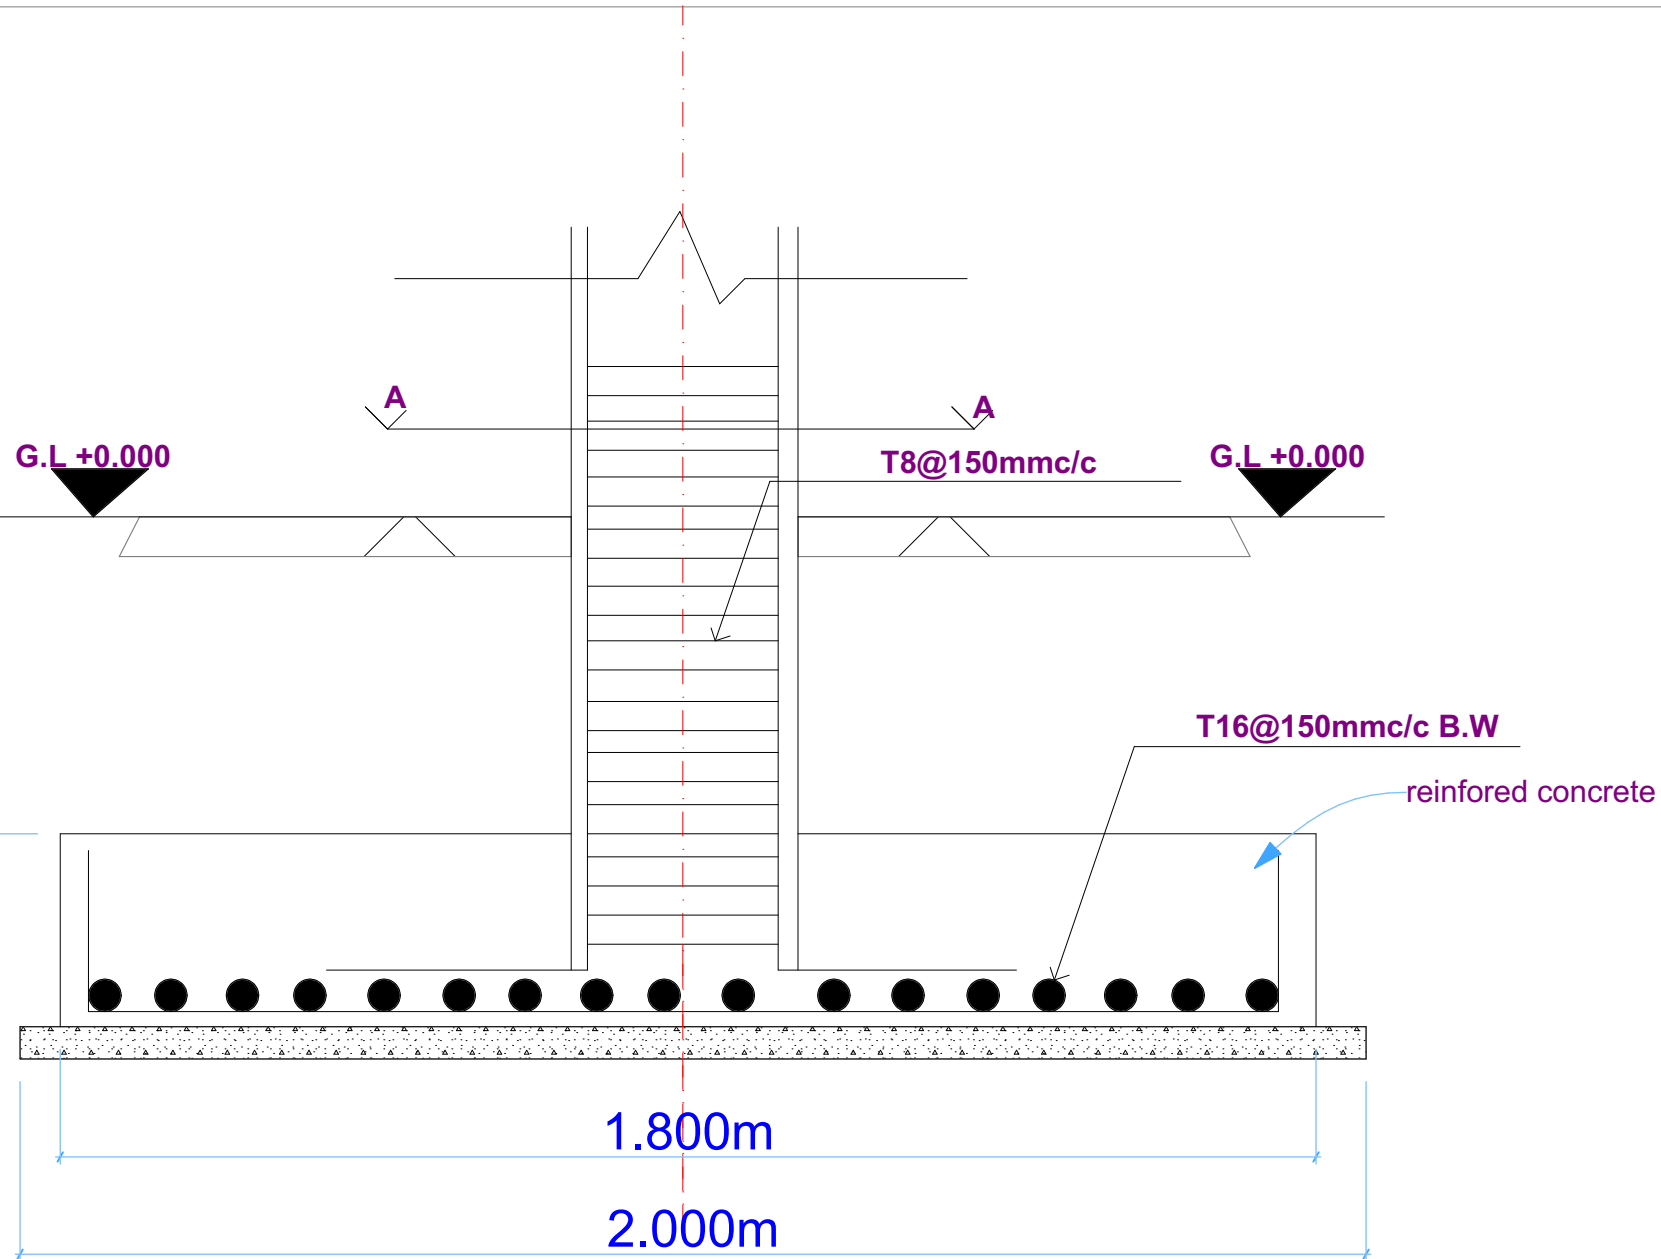 A
A
G.L +0.000
T8@150mmc/c
G.L +0.000
T16@150mmc/c B.W
reinfored concrete
1.800m
2.000m